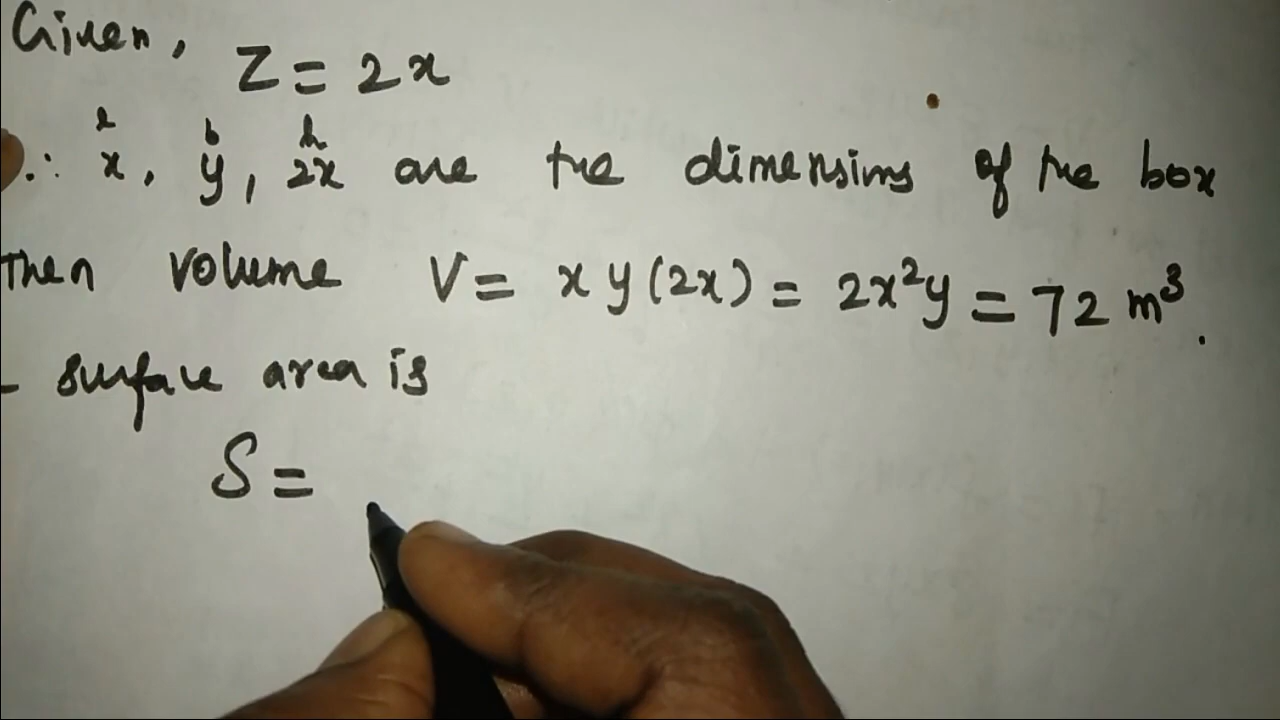 Given,
Z = 2x
l b h
∴ x, y, 2x are the dimensions of the box
Then volume V = xy(2x) = 2x²y = 72 m³.
- surface area is
S =